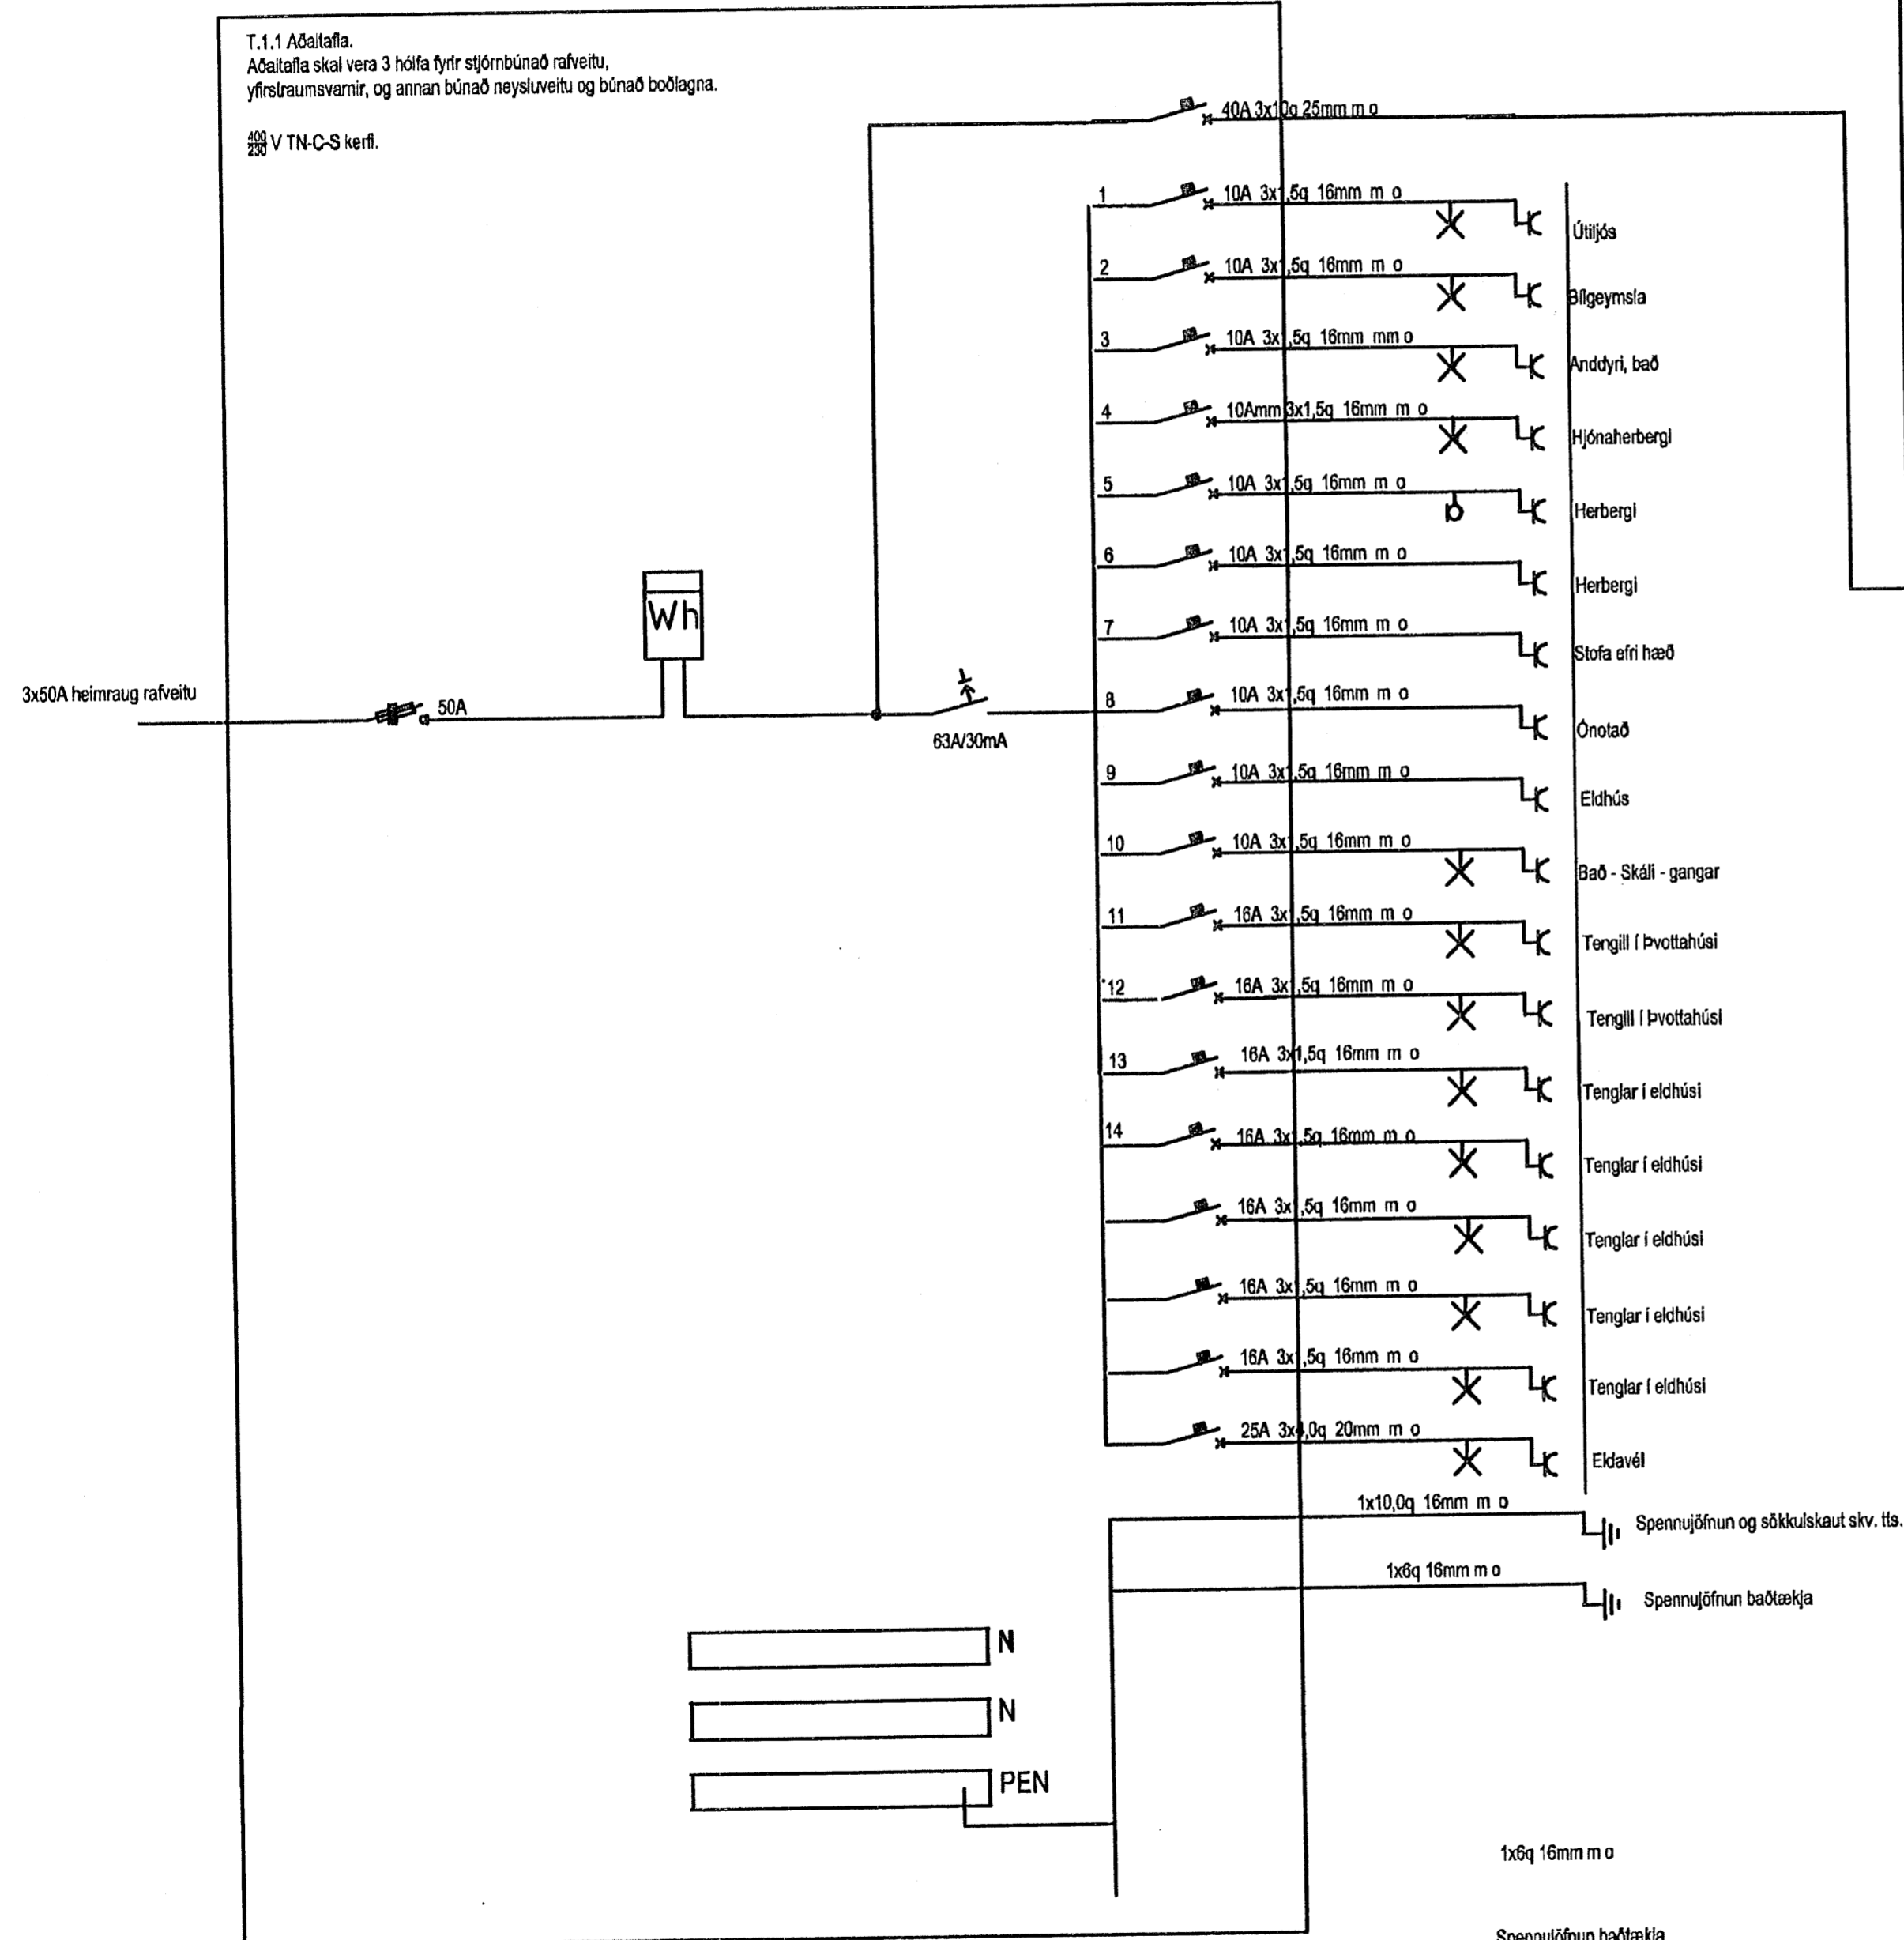 T.1.1 Aðaltafla.
Aðaltafla skal vera 3 hólfa fyrir stjórnbúnað rafveitu,
yfirstraumsvarnir, og annan búnað neysluveitu og búnað boðlagna.
400
230 V TN-C-S kerfi.
40A 3x10q 25mm m o
1 10A 3x1,5q 16mm m o Útiljós
2 10A 3x1,5q 16mm m o Bílgeymsla
3 10A 3x1,5q 16mm mm o Anddyri, bað
4 10Amm 3x1,5q 16mm m o Hjónaherbergi
5 10A 3x1,5q 16mm m o Herbergi
6 10A 3x1,5q 16mm m o Herbergi
7 10A 3x1,5q 16mm m o Stofa efri hæð
Wh
3x50A heimraug rafveitu
50A
63A/30mA
8 10A 3x1,5q 16mm m o Ónotað
9 10A 3x1,5q 16mm m o Eldhús
10 10A 3x1,5q 16mm m o Bað - Skáli - gangar
11 16A 3x1,5q 16mm m o Tengill í Þvottahúsi
12 16A 3x1,5q 16mm m o Tengill í Þvottahúsi
13 16A 3x1,5q 16mm m o Tenglar í eldhúsi
14 16A 3x1,5q 16mm m o Tenglar í eldhúsi
16A 3x1,5q 16mm m o Tenglar í eldhúsi
16A 3x1,5q 16mm m o Tenglar í eldhúsi
16A 3x1,5q 16mm m o Tenglar í eldhúsi
25A 3x4,0q 20mm m o Eldavél
1x10,0q 16mm m o Spennujöfnun og sökkulskaut skv. tts.
1x6q 16mm m o Spennujöfnun baðtækja
N
N
PEN
1x6q 16mm m o
Spennujöfnun baðtækja